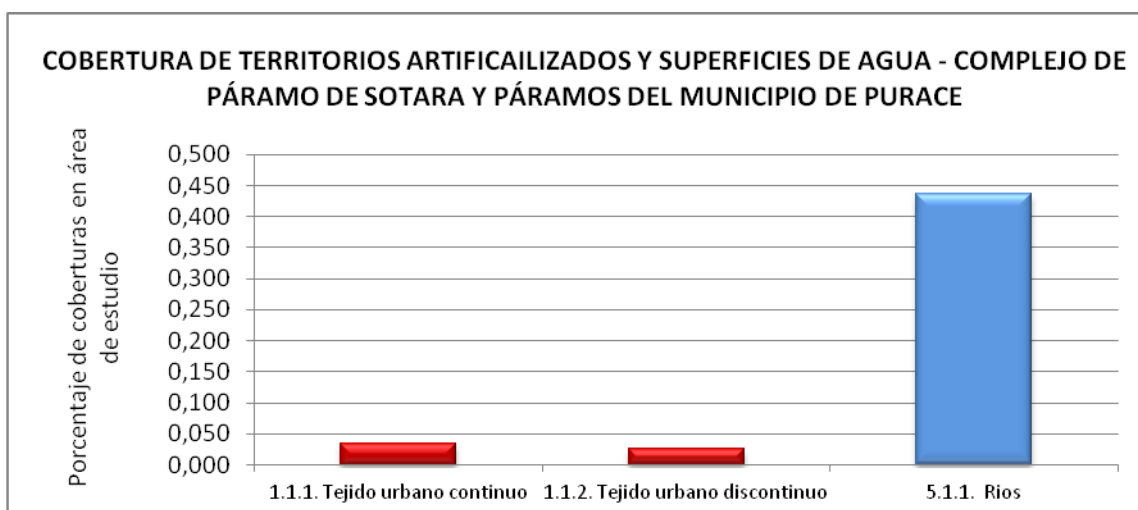 COBERTURA DE TERRITORIOS ARTIFICAILIZADOS Y SUPERFICIES DE AGUA - COMPLEJO DE
PÁRAMO DE SOTARA Y PÁRAMOS DEL MUNICIPIO DE PURACE
Porcentaje de coberturas en área
de estudio
0,500
0,450
0,400
0,350
0,300
0,250
0,200
0,150
0,100
0,050
0,000
1.1.1. Tejido urbano continuo
1.1.2. Tejido urbano discontinuo
5.1.1. Rios